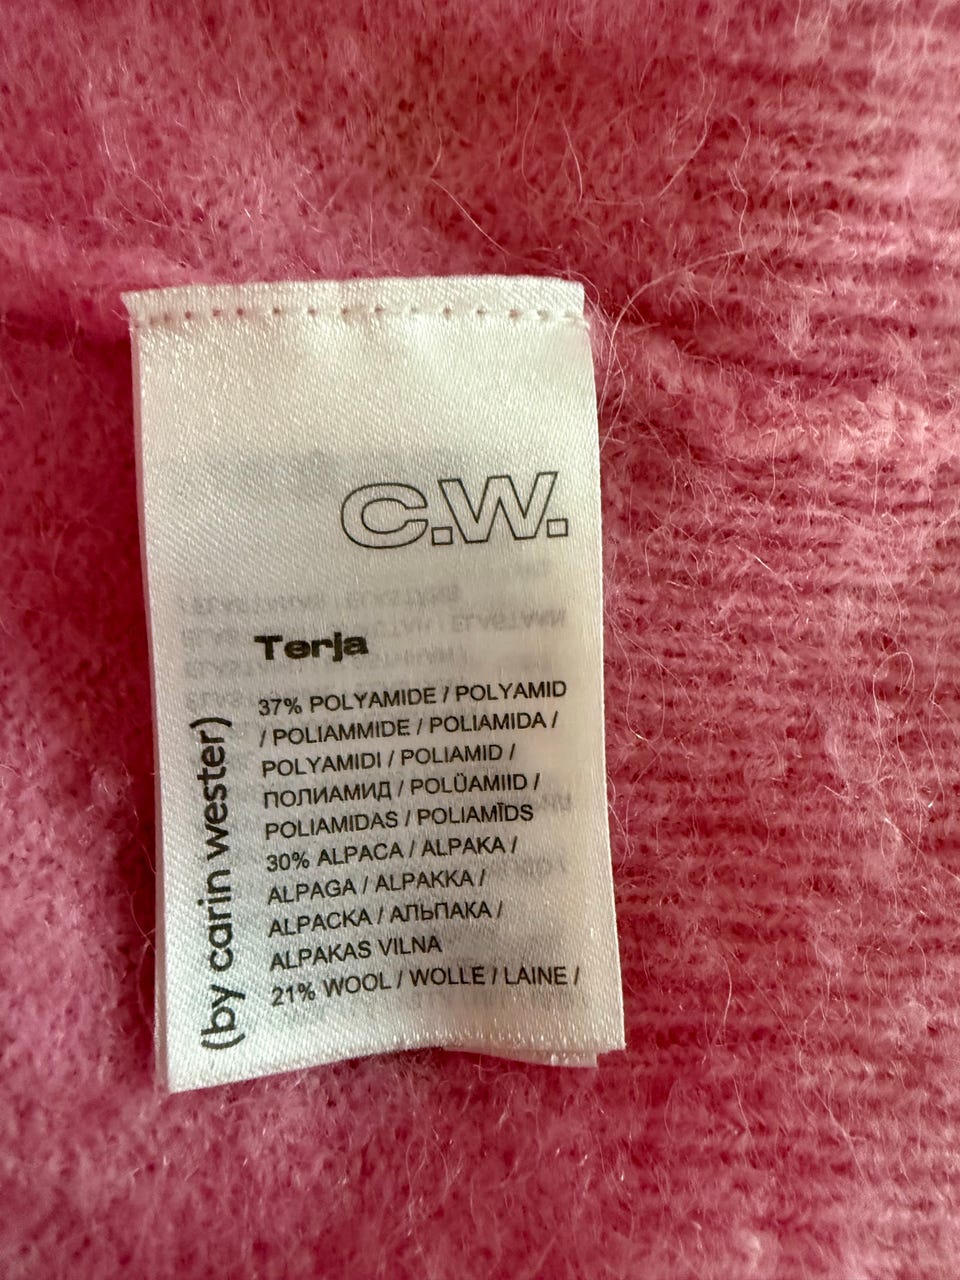 C.W.
Terja
37% POLYAMIDE / POLYAMID
/ POLIAMMIDE / POLIAMIDA /
POLYAMIDI / POLIAMID /
ПОЛИАМИД / POLÜAMIID /
POLIAMIDAS / POLIAMĪDS
30% ALPACA / ALPAKA /
ALPAGA / ALPAKKA /
ALPACKA / АЛЬПАКА /
ALPAKAS VILNA
21% WOOL / WOLLE / LAINE /
(by carin wester)